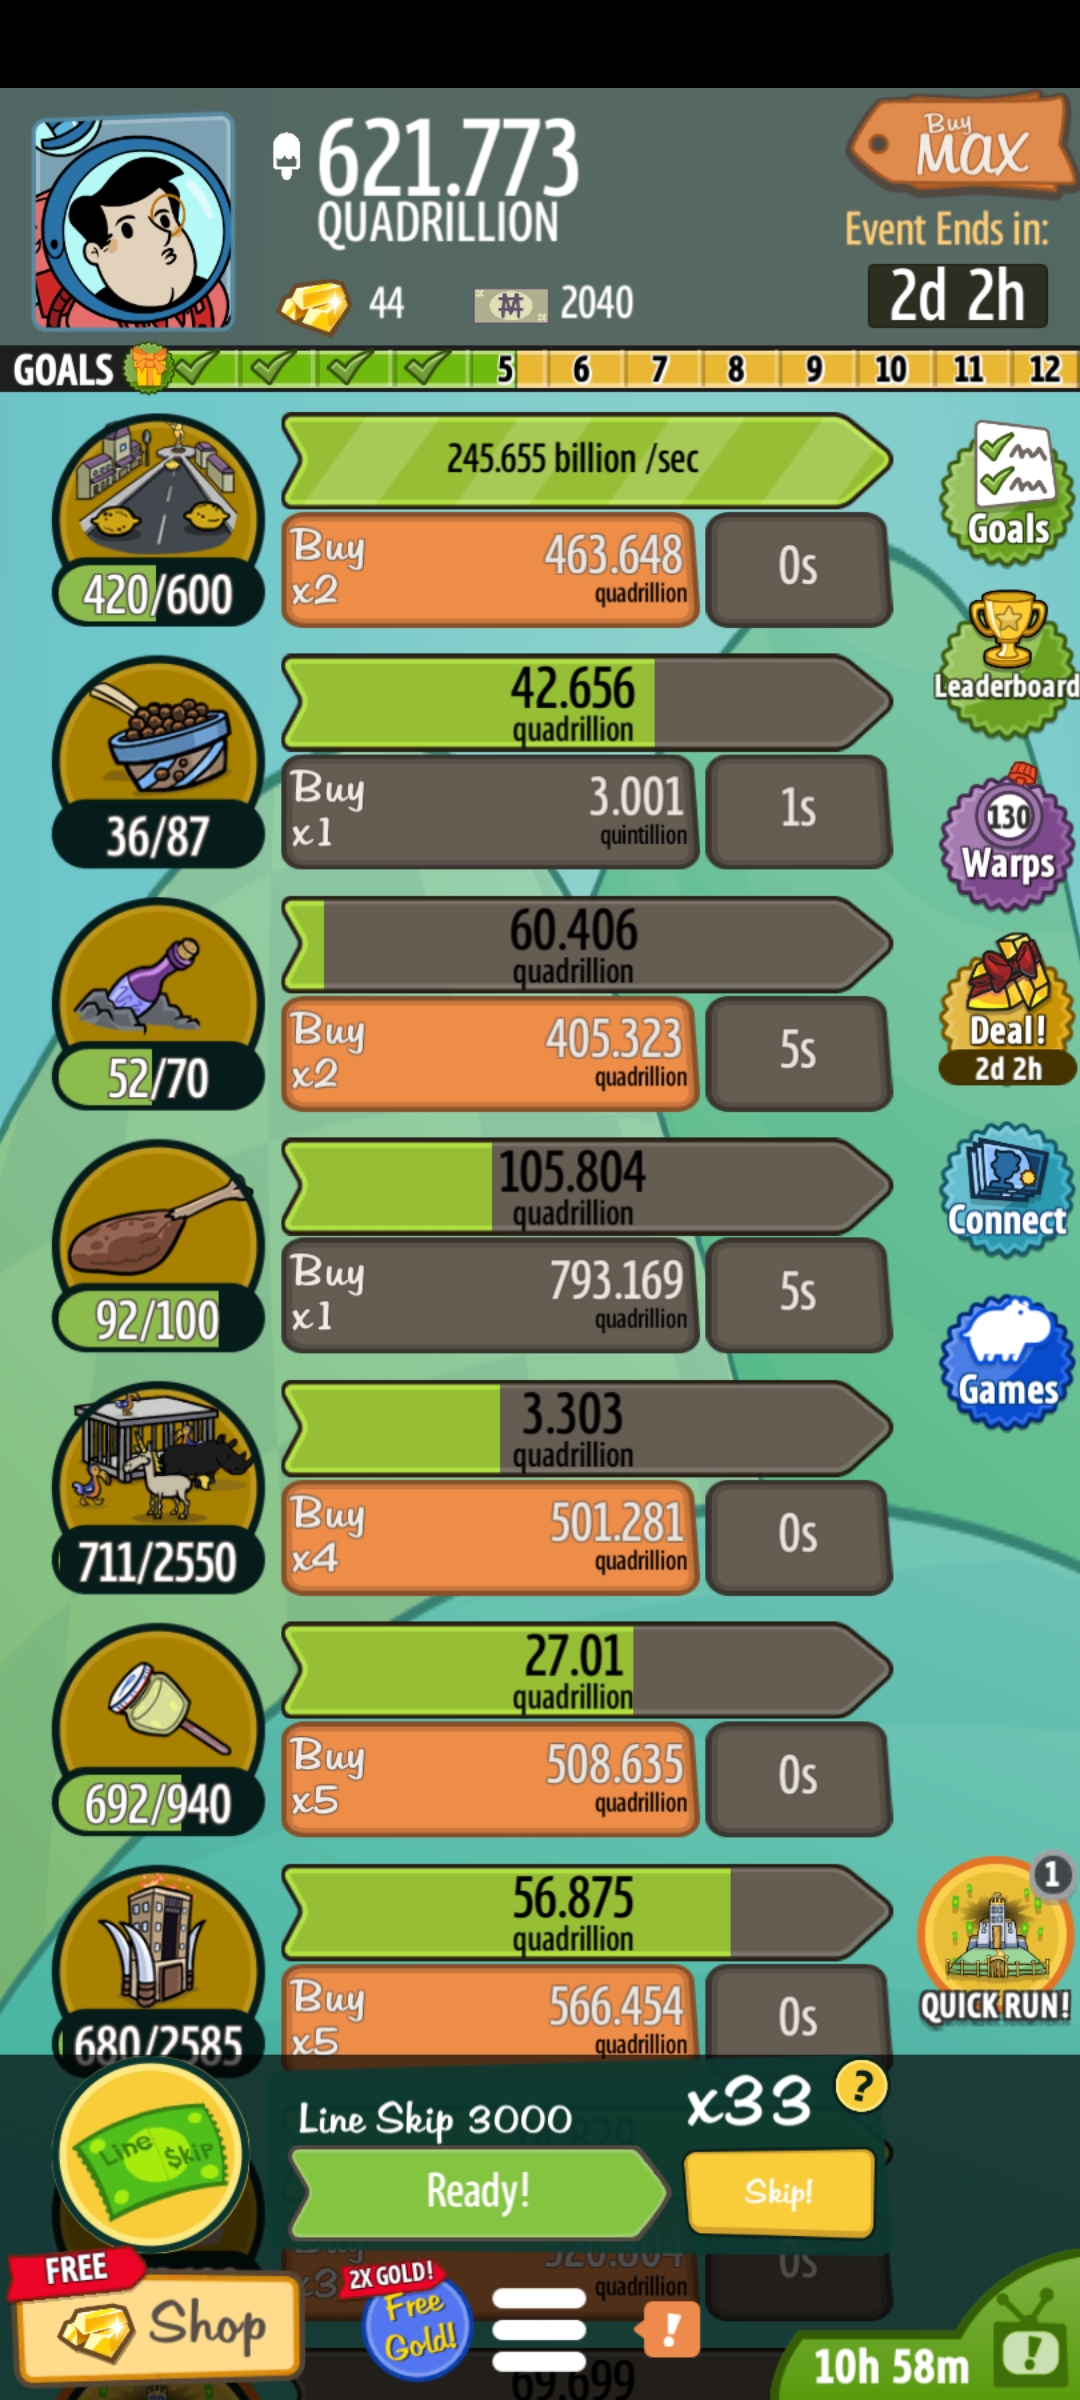 621.773
QUADRILLION
44
2040
Buy
MAX
Event Ends in:
2d 2h
GOALS 5 6 7 8 9 10 11 12
245.655 billion /sec
Buy
x2
463.648
quadrillion
0s
420/600
Goals
Leaderboard
42.656
quadrillion
Buy
x1
3.001
quintillion
1s
36/87
130
Warps
60.406
quadrillion
Buy
x2
405.323
quadrillion
5s
52/70
Deal!
2d 2h
105.804
quadrillion
Buy
x1
793.169
quadrillion
5s
92/100
Connect
Games
3.303
quadrillion
Buy
x4
501.281
quadrillion
0s
711/2550
27.01
quadrillion
Buy
x5
508.635
quadrillion
0s
692/940
56.875
quadrillion
Buy
x5
566.454
quadrillion
0s
680/2585
1
QUICK RUN!
Line Skip
Line Skip 3000
x33
?
Ready!
Skip!
quadrillion
0s
FREE
Shop
2X GOLD!
Free
Gold!
!
69.699
10h 58m
!